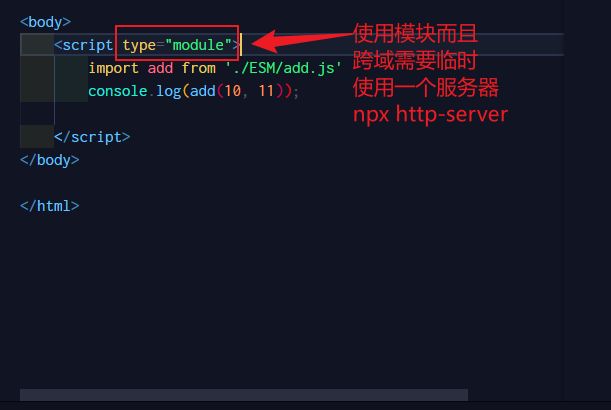 <body>
<script type="module">
import add from './ESM/add.js'
console.log(add(10, 11));
</script>
</body>
</html>
使用模块而且
跨域需要临时
使用一个服务器
npx http-server